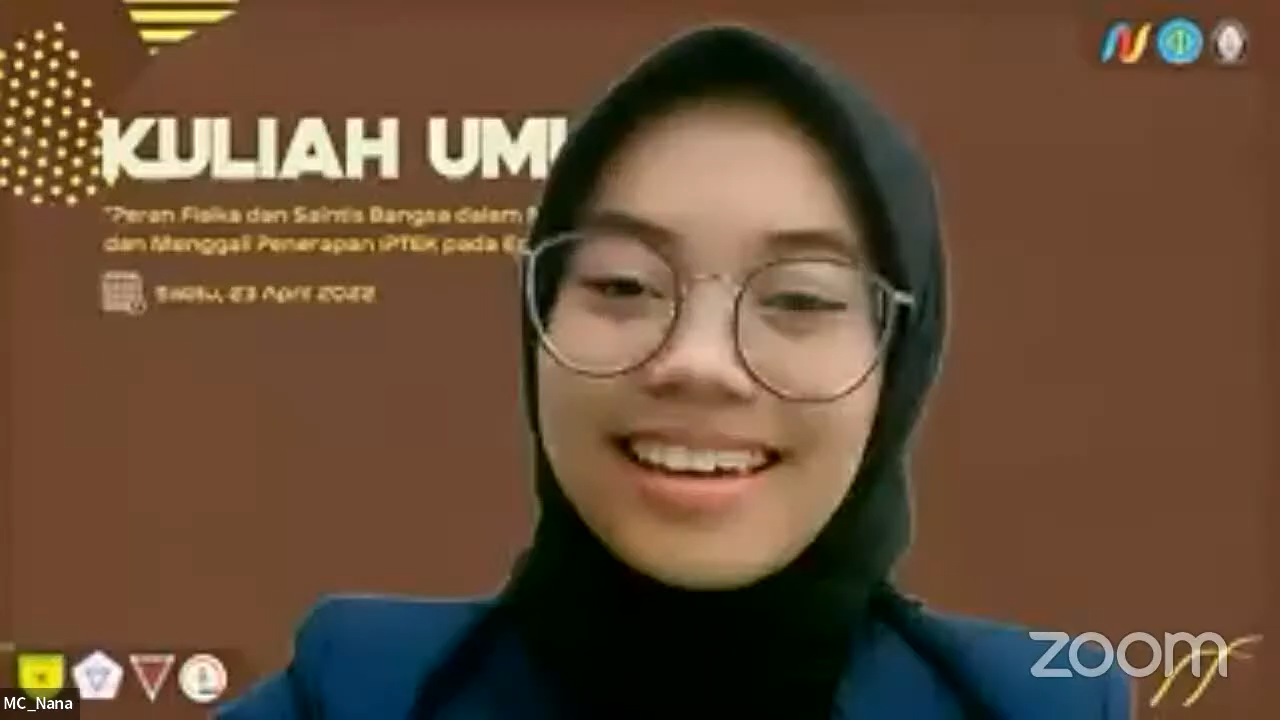 KULIAH UMU
"Peran Fisika dan Saintis Bangsa dalam
dan Menggali Penerapan IPTEK pada E
Sabtu, 23 April 2022
zoom
MC_Nana